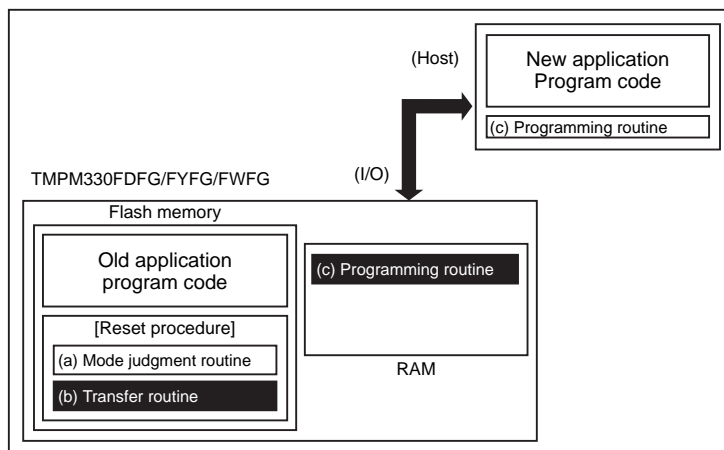 (Host)
New application
Program code
(c) Programming routine
(I/O)
TMPM330FDFG/FYFG/FWFG
Flash memory
Old application
program code
[Reset procedure]
(a) Mode judgment routine
(b) Transfer routine
(c) Programming routine
RAM